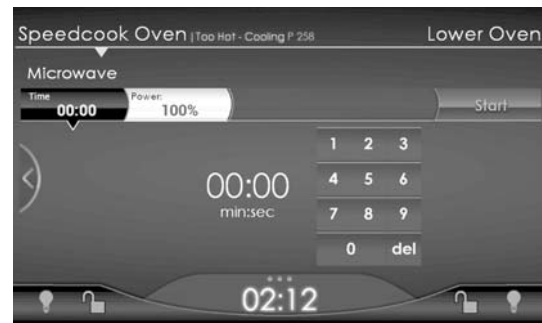 Speedcook Oven | Too Hot - Cooling P 258 Lower Oven
Microwave
Time 00:00 Power: 100% Start
1 2 3
4 5 6
00:00
min:sec
7 8 9
0 del
02:12